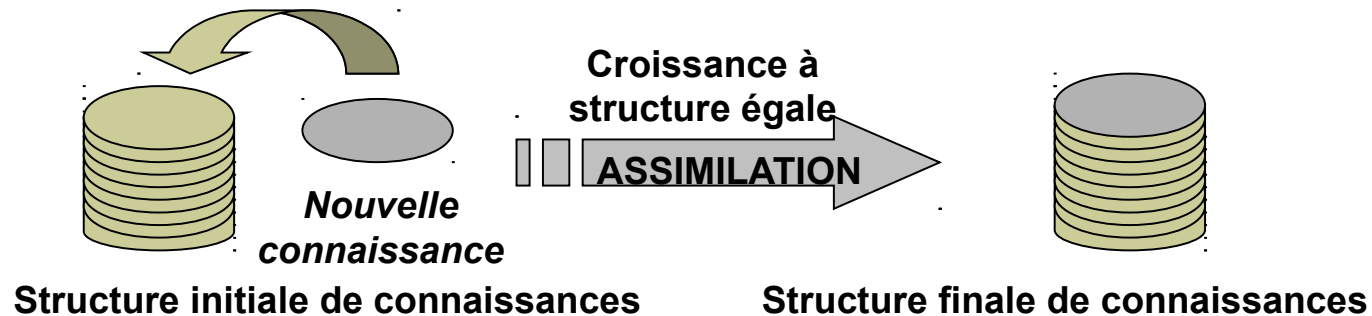 Croissance à
structure égale
ASSIMILATION
Nouvelle
connaissance
Structure initiale de connaissances
Structure finale de connaissances